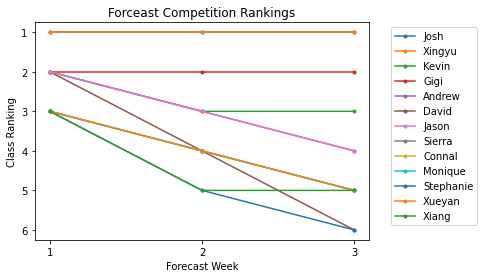 Forceast Competition Rankings
1
2
3
4
5
6
Class Ranking
1 2 3
Forecast Week
Josh
Xingyu
Kevin
Gigi
Andrew
David
Jason
Sierra
Connal
Monique
Stephanie
Xueyan
Xiang